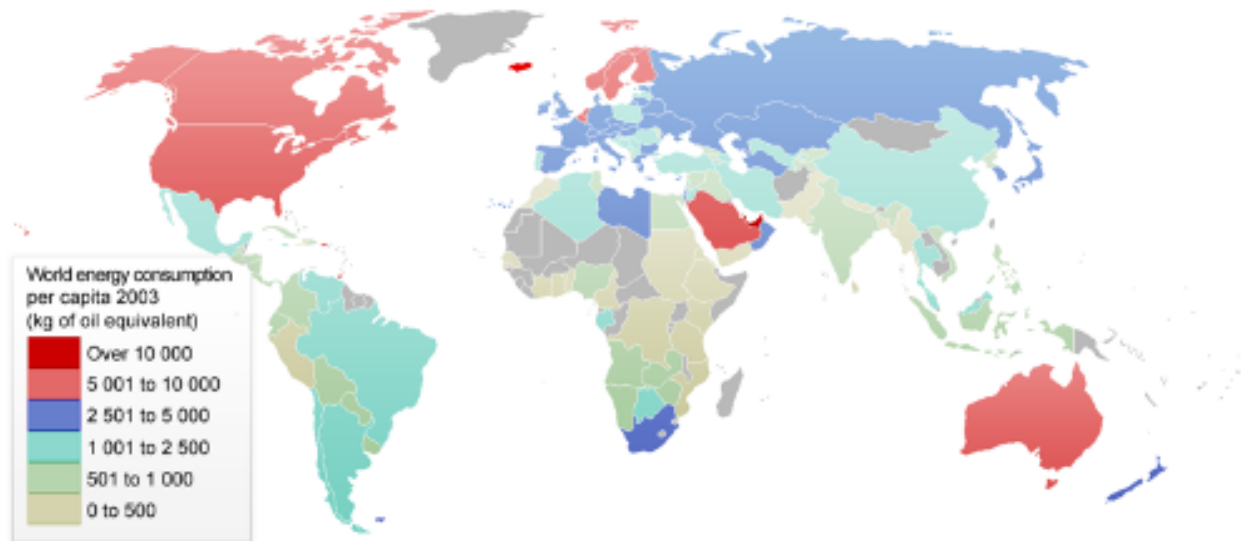 World energy consumption
per capita 2003
(kg of oil equivalent)
Over 10 000
5 001 to 10 000
2 501 to 5 000
1 001 to 2 500
501 to 1 000
0 to 500